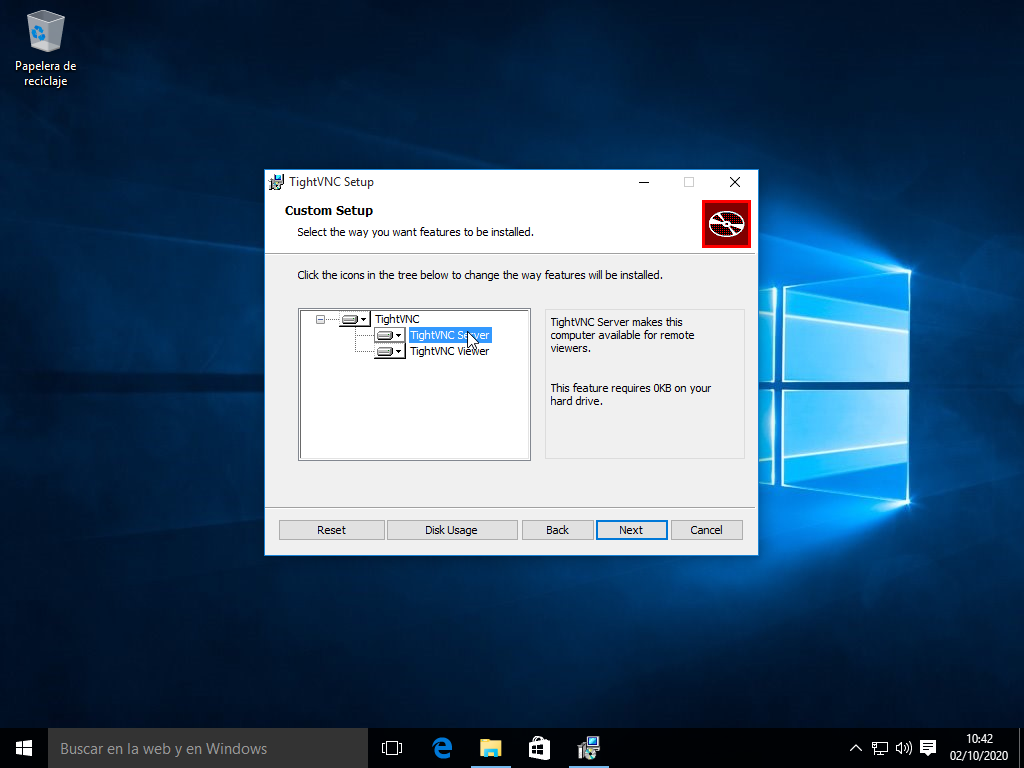 Papelera de
reciclaje
TightVNC Setup
Custom Setup
Select the way you want features to be installed.
Click the icons in the tree below to change the way features will be installed.
TightVNC
TightVNC Server
TightVNC Viewer
TightVNC Server makes this
computer available for remote
viewers.
This feature requires 0KB on your
hard drive.
Reset
Disk Usage
Back
Next
Cancel
Buscar en la web y en Windows
10:42
02/10/2020